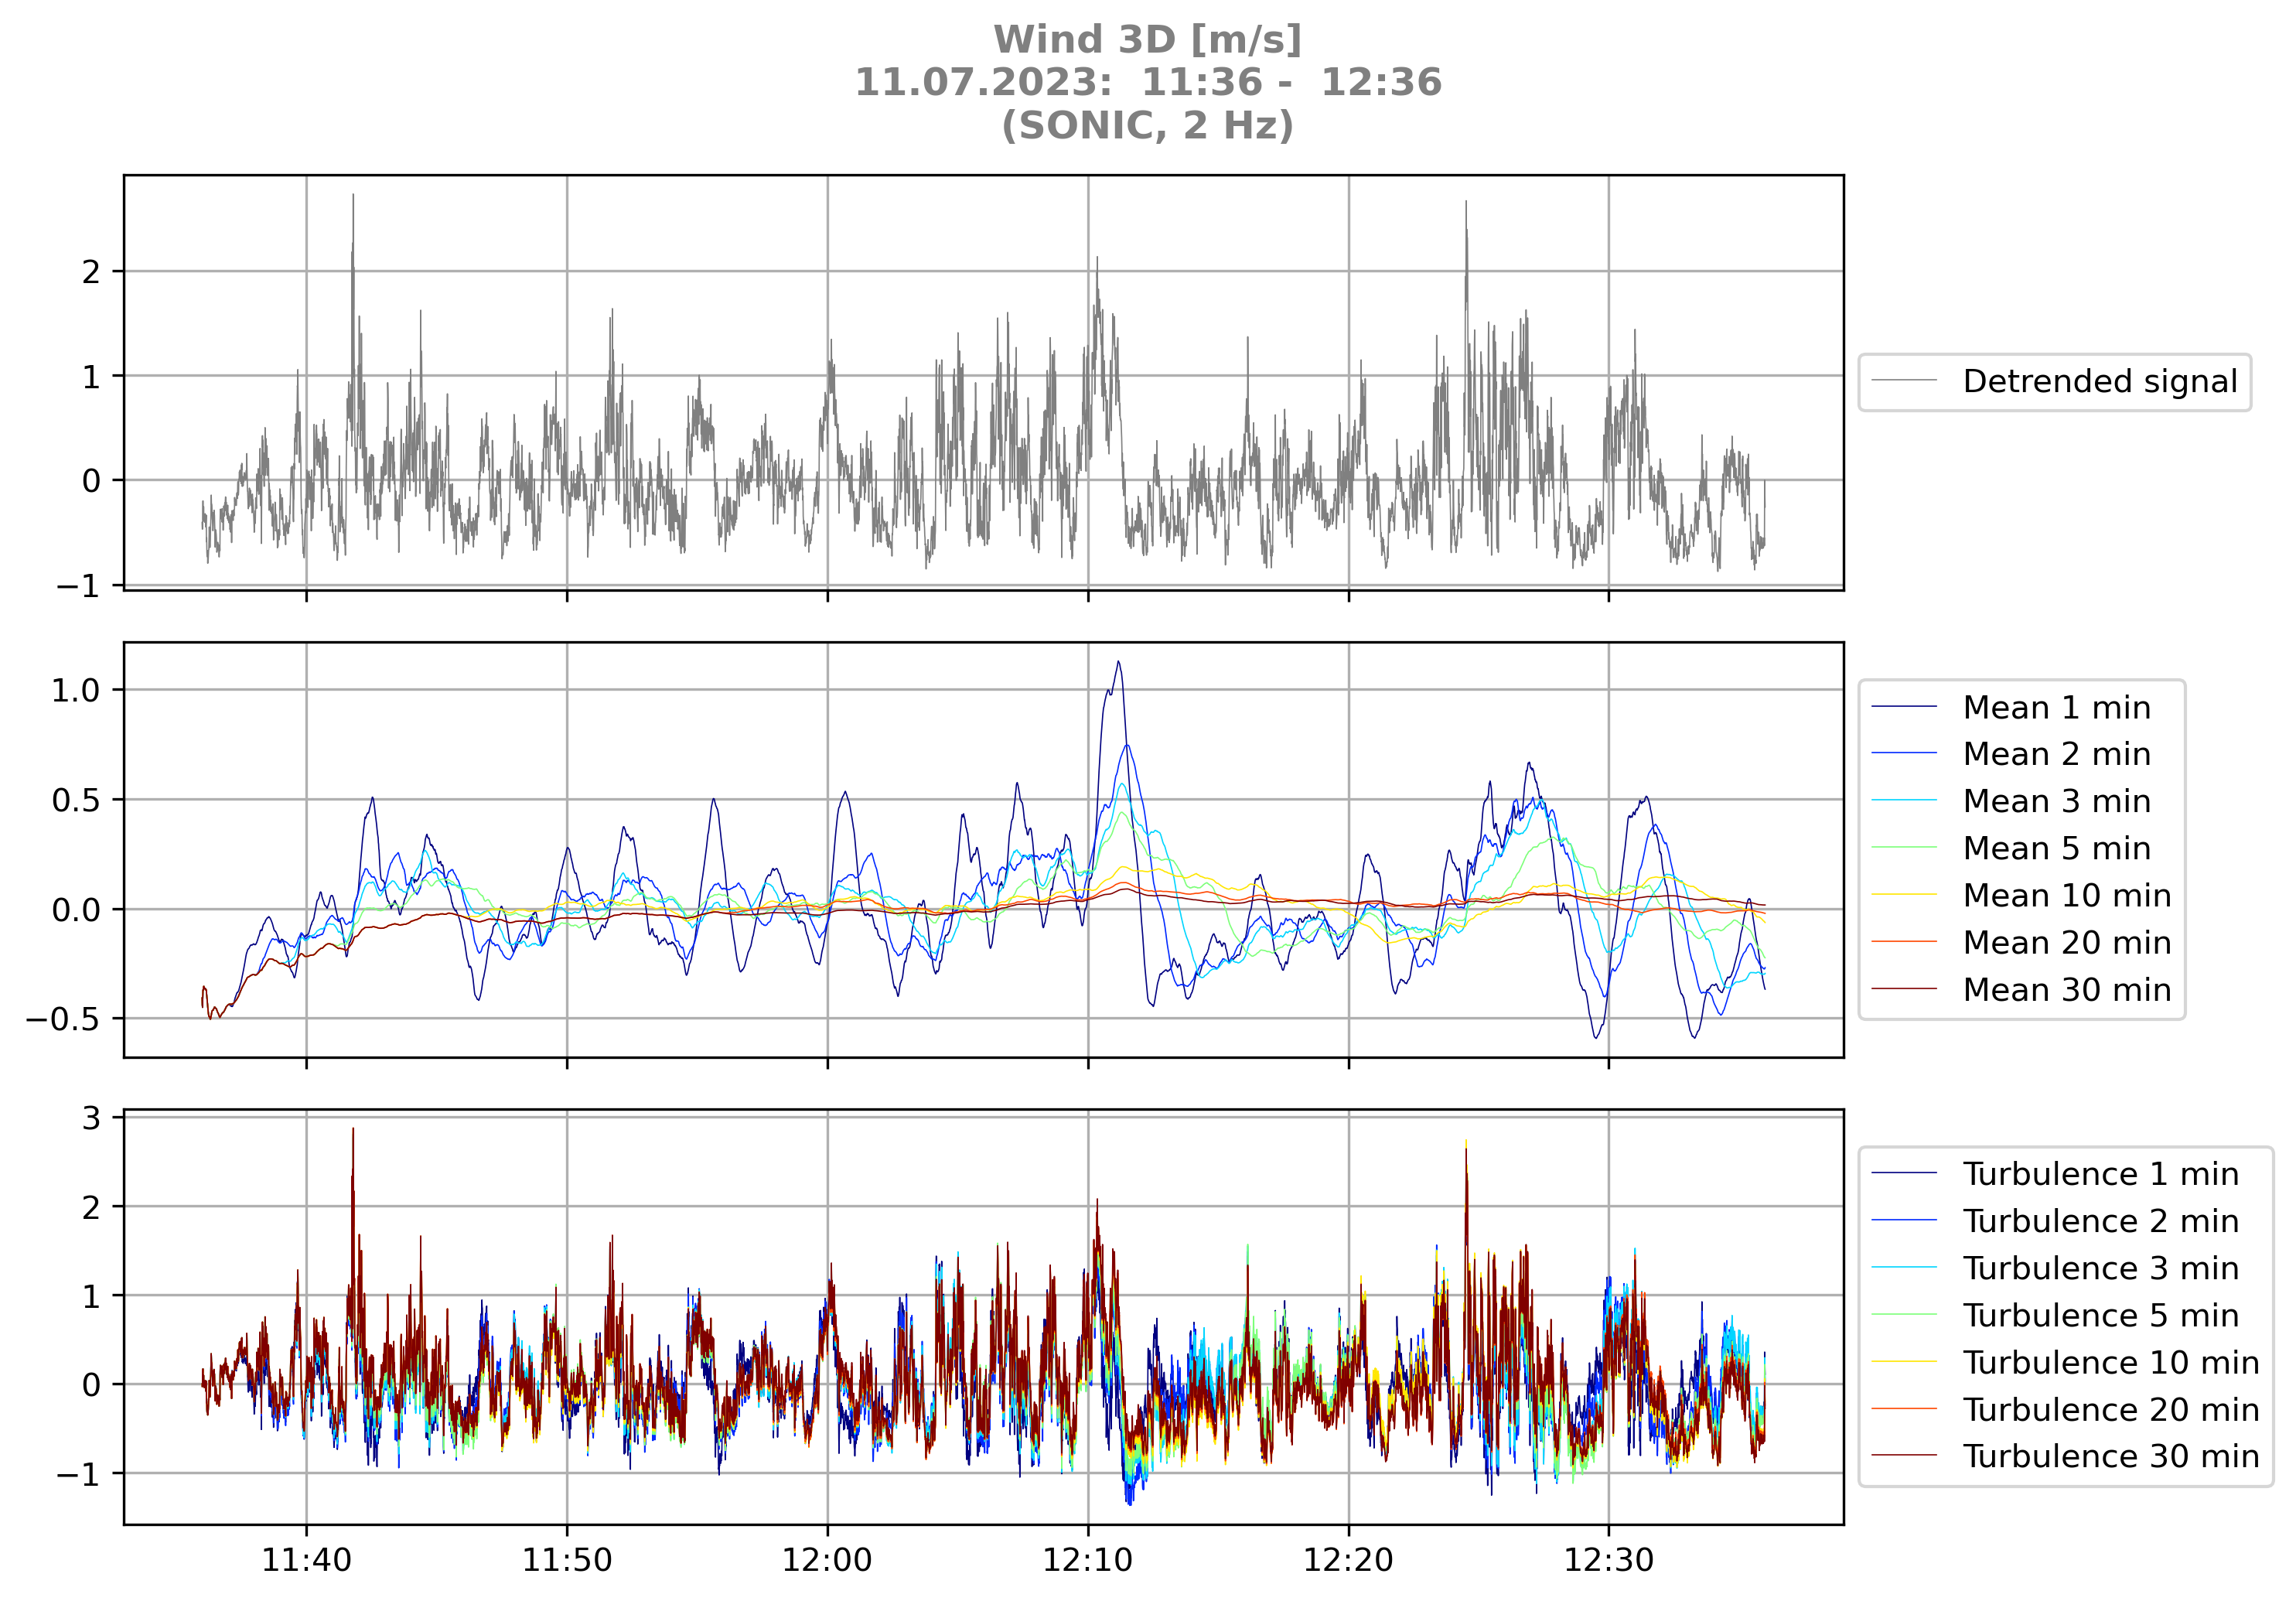 Wind 3D [m/s]
11.07.2023:  11:36 -  12:36
(SONIC, 2 Hz)
2
1
0
−1
Detrended signal
1.0
0.5
0.0
−0.5
Mean 1 min
Mean 2 min
Mean 3 min
Mean 5 min
Mean 10 min
Mean 20 min
Mean 30 min
3
2
1
0
−1
Turbulence 1 min
Turbulence 2 min
Turbulence 3 min
Turbulence 5 min
Turbulence 10 min
Turbulence 20 min
Turbulence 30 min
11:40 11:50 12:00 12:10 12:20 12:30